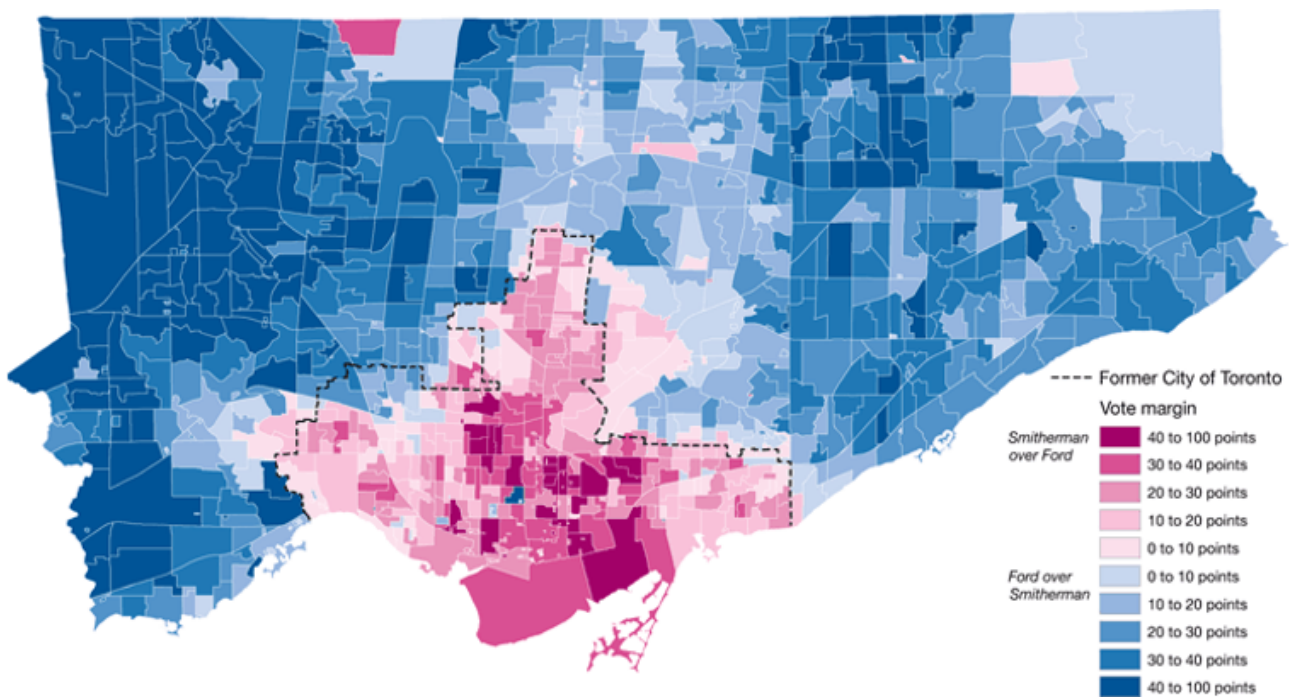 Former City of Toronto
Vote margin
Smitherman
over Ford
40 to 100 points
30 to 40 points
20 to 30 points
10 to 20 points
0 to 10 points
Ford over
Smitherman
0 to 10 points
10 to 20 points
20 to 30 points
30 to 40 points
40 to 100 points